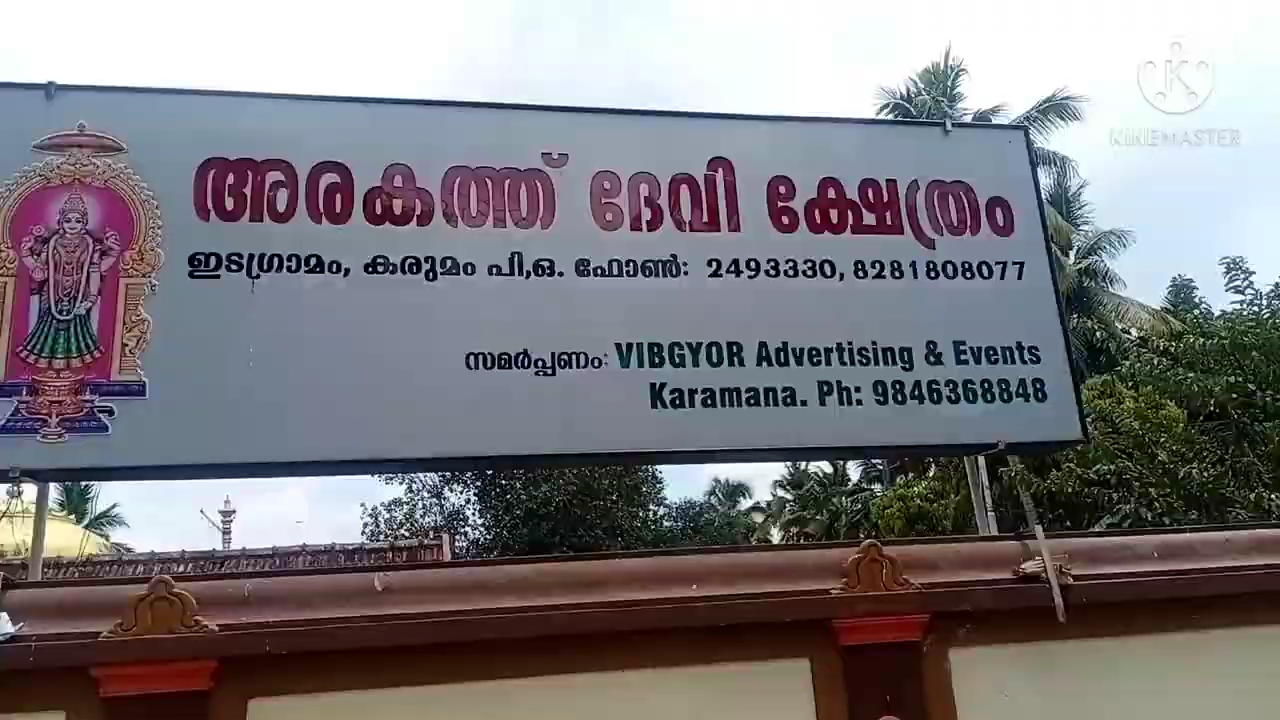 അരകത്ത് ദേവി ക്ഷേത്രം
ഇടഗ്രാമം, കരുമം പി,ഒ. ഫോൺ: 2493330, 8281808077
സമർപ്പണം: VIBGYOR Advertising & Events
Karamana. Ph: 9846368848
K
KINEMASTER